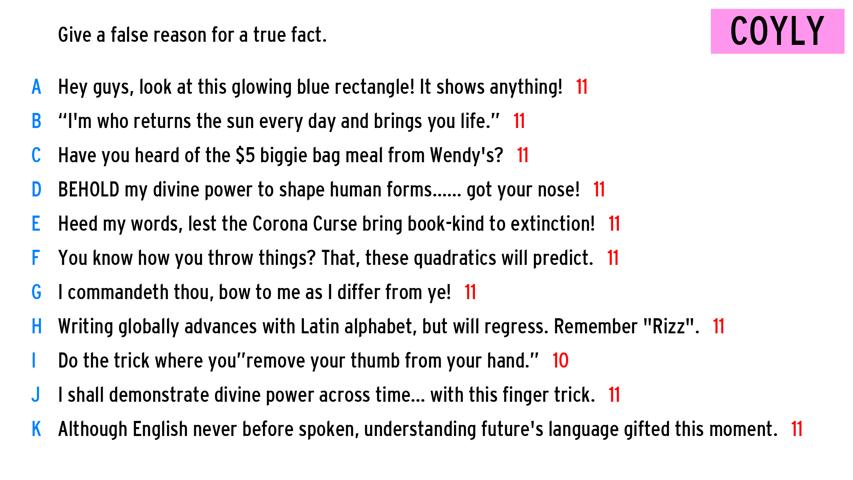 Give a false reason for a true fact.
COYLY
A Hey guys, look at this glowing blue rectangle! It shows anything! 11
B “I'm who returns the sun every day and brings you life.” 11
C Have you heard of the $5 biggie bag meal from Wendy's? 11
D BEHOLD my divine power to shape human forms...... got your nose! 11
E Heed my words, lest the Corona Curse bring book-kind to extinction! 11
F You know how you throw things? That, these quadratics will predict. 11
G I commandeth thou, bow to me as I differ from ye! 11
H Writing globally advances with Latin alphabet, but will regress. Remember "Rizz". 11
I Do the trick where you”remove your thumb from your hand.” 10
J I shall demonstrate divine power across time... with this finger trick. 11
K Although English never before spoken, understanding future's language gifted this moment. 11